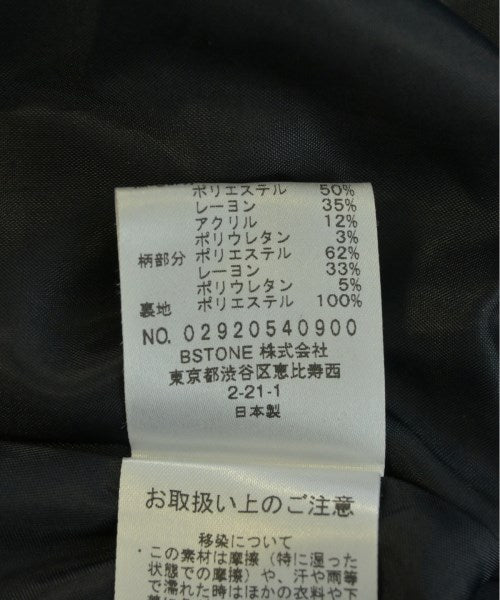 ポリエステル 50%
レーヨン 35%
アクリル 12%
ポリウレタン 3%
柄部分 ポリエステル 62%
レーヨン 33%
ポリウレタン 5%
裏地 ポリエステル 100%
NO. 02920540900
BSTONE 株式会社
東京都渋谷区恵比寿西
2-21-1
日本製
お取扱い上のご注意
移染について
・この素材は摩擦（特に湿った
状態での摩擦）や、汗や雨等
で濡れた時はほかの衣料や下